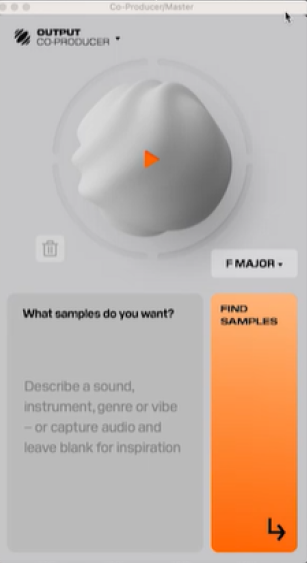 Co-Producer/Master
OUTPUT
CO-PRODUCER
F MAJOR
What samples do you want?
FIND
SAMPLES
Describe a sound,
instrument, genre or vibe
– or capture audio and
leave blank for inspiration